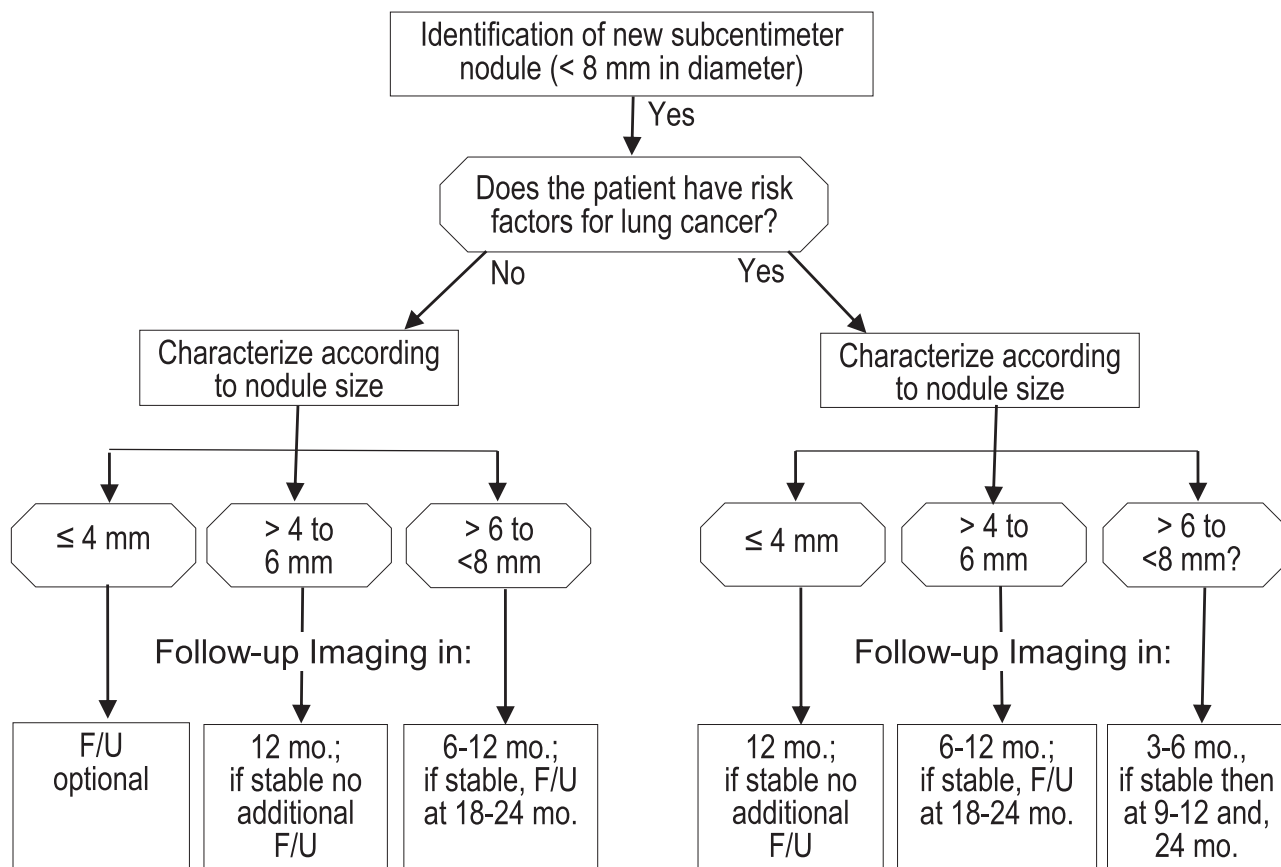 Identification of new subcentimeter
nodule (< 8 mm in diameter)
Yes
Does the patient have risk
factors for lung cancer?
No
Yes
Characterize according
to nodule size
Characterize according
to nodule size
≤ 4 mm
> 4 to
6 mm
> 6 to
<8 mm
≤ 4 mm
> 4 to
6 mm
> 6 to
<8 mm?
Follow-up Imaging in:
Follow-up Imaging in:
F/U
optional
12 mo.;
if stable no
additional
F/U
6-12 mo.;
if stable, F/U
at 18-24 mo.
12 mo.;
if stable no
additional
F/U
6-12 mo.;
if stable, F/U
at 18-24 mo.
3-6 mo.,
if stable then
at 9-12 and,
24 mo.